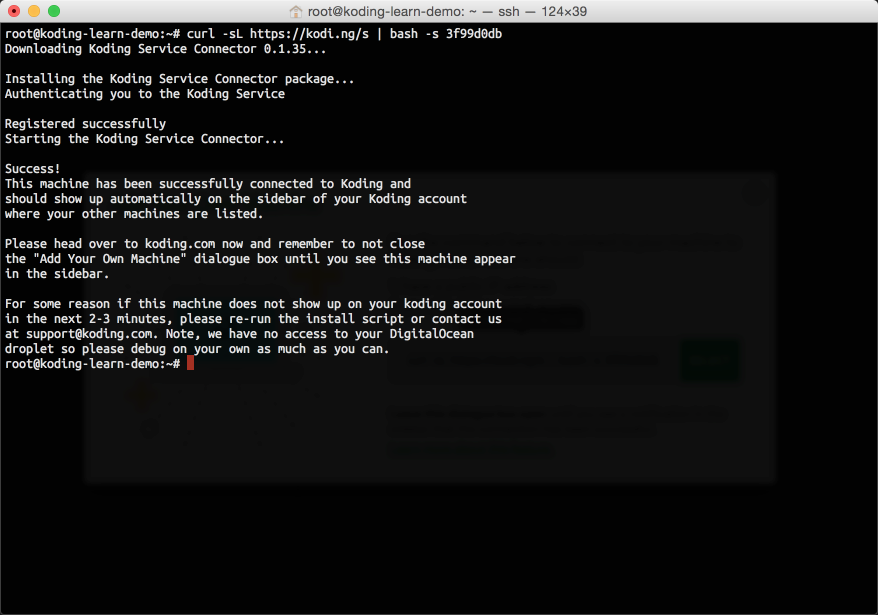 root@koding-learn-demo: ~ — ssh — 124×39
root@koding-learn-demo:~# curl -sL https://kodi.ng/s | bash -s 3f99d0db
Downloading Koding Service Connector 0.1.35...
Installing the Koding Service Connector package...
Authenticating you to the Koding Service
Registered successfully
Starting the Koding Service Connector...
Success!
This machine has been successfully connected to Koding and
should show up automatically on the sidebar of your Koding account
where your other machines are listed.
Please head over to koding.com now and remember to not close
the "Add Your Own Machine" dialogue box until you see this machine appear
in the sidebar.
For some reason if this machine does not show up on your koding account
in the next 2-3 minutes, please re-run the install script or contact us
at support@koding.com. Note, we have no access to your DigitalOcean
droplet so please debug on your own as much as you can.
root@koding-learn-demo:~#